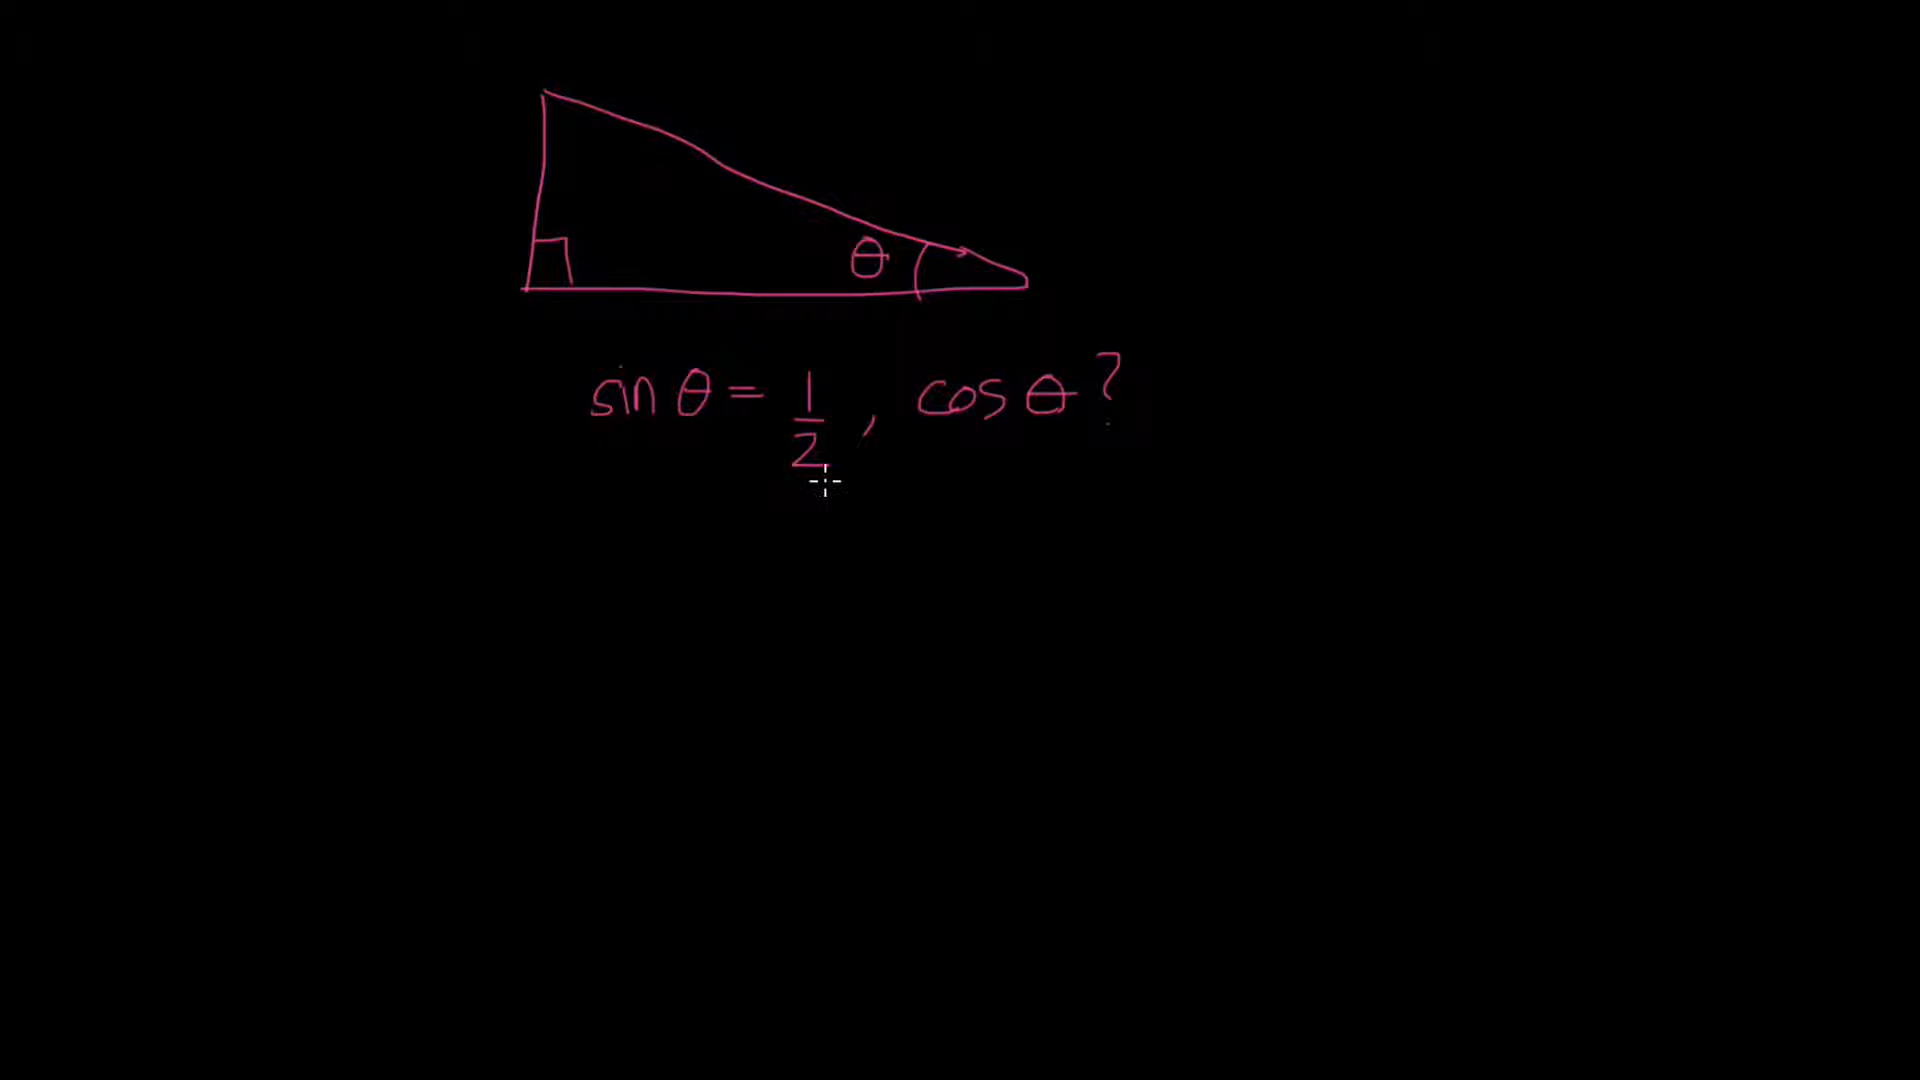 θ
sin θ = 1/2 , cos θ ?